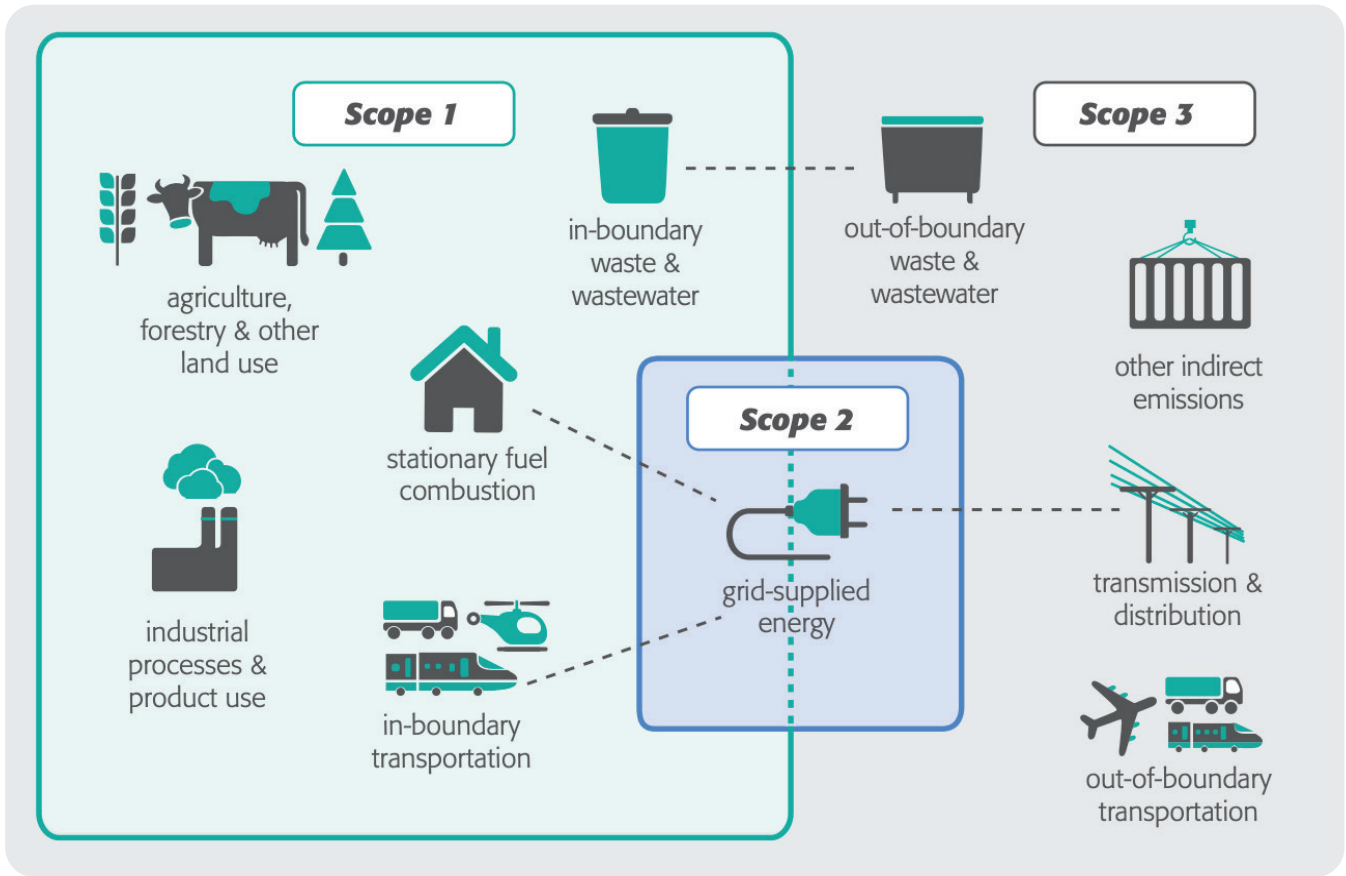 Scope 1
agriculture,
forestry & other
land use
in-boundary
waste &
wastewater
stationary fuel
combustion
industrial
processes &
product use
in-boundary
transportation
Scope 2
grid-supplied
energy
Scope 3
out-of-boundary
waste &
wastewater
other indirect
emissions
transmission &
distribution
out-of-boundary
transportation